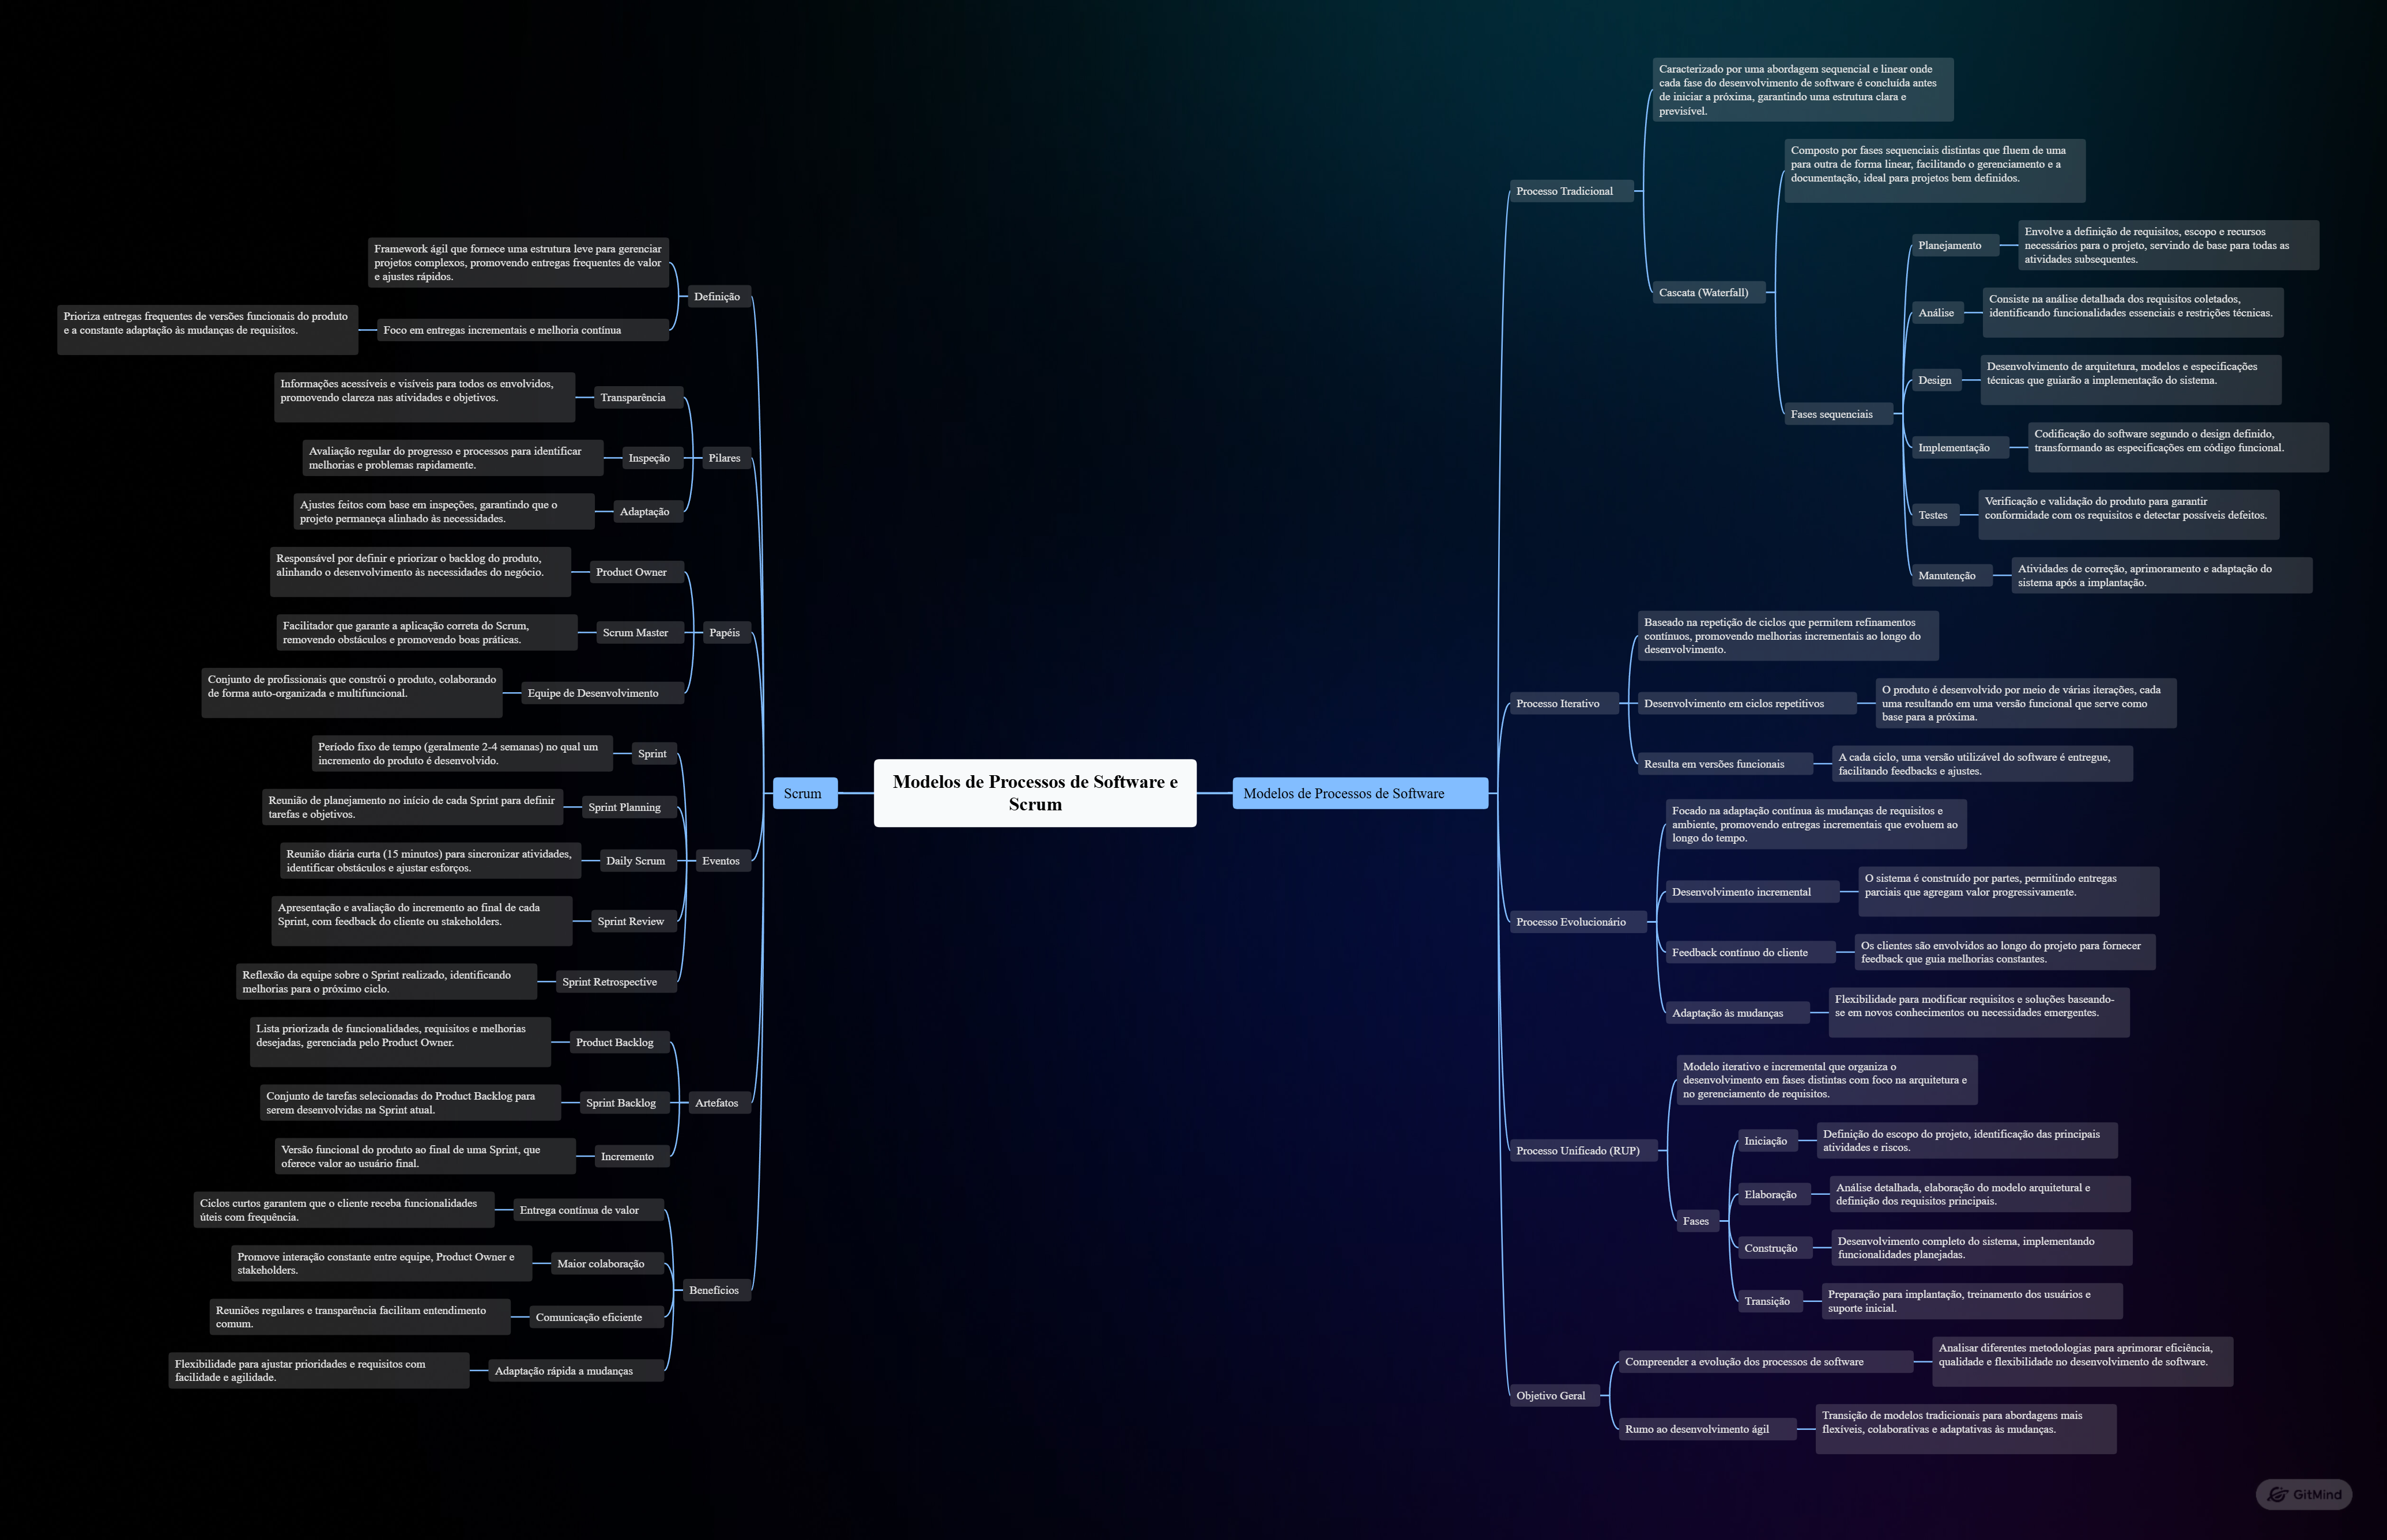 Modelos de Processos de Software e
Scrum
Modelos de Processos de Software
Processo Tradicional
Caracterizado por uma abordagem sequencial e linear onde
cada fase do desenvolvimento de software é concluída antes
de iniciar a próxima, garantindo uma estrutura clara e
previsível.
Cascata (Waterfall)
Composto por fases sequenciais distintas que fluem de uma
para outra de forma linear, facilitando o gerenciamento e a
documentação, ideal para projetos bem definidos.
Fases sequenciais
Planejamento
Envolve a definição de requisitos, escopo e recursos
necessários para o projeto, servindo de base para todas as
atividades subsequentes.
Análise
Consiste na análise detalhada dos requisitos coletados,
identificando funcionalidades essenciais e restrições técnicas.
Design
Desenvolvimento de arquitetura, modelos e especificações
técnicas que guiarão a implementação do sistema.
Implementação
Codificação do software segundo o design definido,
transformando as especificações em código funcional.
Testes
Verificação e validação do produto para garantir
conformidade com os requisitos e detectar possíveis defeitos.
Manutenção
Atividades de correção, aprimoramento e adaptação do
sistema após a implantação.
Processo Iterativo
Baseado na repetição de ciclos que permitem refinamentos
contínuos, promovendo melhorias incrementais ao longo do
desenvolvimento.
Desenvolvimento em ciclos repetitivos
O produto é desenvolvido por meio de várias iterações, cada
uma resultando em uma versão funcional que serve como
base para a próxima.
Resulta em versões funcionais
A cada ciclo, uma versão utilizável do software é entregue,
facilitando feedbacks e ajustes.
Processo Evolucionário
Focado na adaptação contínua às mudanças de requisitos e
ambiente, promovendo entregas incrementais que evoluem ao
longo do tempo.
Desenvolvimento incremental
O sistema é construído por partes, permitindo entregas
parciais que agregam valor progressivamente.
Feedback contínuo do cliente
Os clientes são envolvidos ao longo do projeto para fornecer
feedback que guia melhorias constantes.
Adaptação às mudanças
Flexibilidade para modificar requisitos e soluções baseando-
se em novos conhecimentos ou necessidades emergentes.
Processo Unificado (RUP)
Modelo iterativo e incremental que organiza o
desenvolvimento em fases distintas com foco na arquitetura e
no gerenciamento de requisitos.
Fases
Iniciação
Definição do escopo do projeto, identificação das principais
atividades e riscos.
Elaboração
Análise detalhada, elaboração do modelo arquitetural e
definição dos requisitos principais.
Construção
Desenvolvimento completo do sistema, implementando
funcionalidades planejadas.
Transição
Preparação para implantação, treinamento dos usuários e
suporte inicial.
Objetivo Geral
Compreender a evolução dos processos de software
Analisar diferentes metodologias para aprimorar eficiência,
qualidade e flexibilidade no desenvolvimento de software.
Rumo ao desenvolvimento ágil
Transição de modelos tradicionais para abordagens mais
flexíveis, colaborativas e adaptativas às mudanças.
Scrum
Definição
Framework ágil que fornece uma estrutura leve para gerenciar
projetos complexos, promovendo entregas frequentes de valor
e ajustes rápidos.
Foco em entregas incrementais e melhoria contínua
Prioriza entregas frequentes de versões funcionais do produto
e a constante adaptação às mudanças de requisitos.
Pilares
Transparência
Informações acessíveis e visíveis para todos os envolvidos,
promovendo clareza nas atividades e objetivos.
Inspeção
Avaliação regular do progresso e processos para identificar
melhorias e problemas rapidamente.
Adaptação
Ajustes feitos com base em inspeções, garantindo que o
projeto permaneça alinhado às necessidades.
Papéis
Product Owner
Responsável por definir e priorizar o backlog do produto,
alinhando o desenvolvimento às necessidades do negócio.
Scrum Master
Facilitador que garante a aplicação correta do Scrum,
removendo obstáculos e promovendo boas práticas.
Equipe de Desenvolvimento
Conjunto de profissionais que constrói o produto, colaborando
de forma auto-organizada e multifuncional.
Eventos
Sprint
Período fixo de tempo (geralmente 2-4 semanas) no qual um
incremento do produto é desenvolvido.
Sprint Planning
Reunião de planejamento no início de cada Sprint para definir
tarefas e objetivos.
Daily Scrum
Reunião diária curta (15 minutos) para sincronizar atividades,
identificar obstáculos e ajustar esforços.
Sprint Review
Apresentação e avaliação do incremento ao final de cada
Sprint, com feedback do cliente ou stakeholders.
Sprint Retrospective
Reflexão da equipe sobre o Sprint realizado, identificando
melhorias para o próximo ciclo.
Artefatos
Product Backlog
Lista priorizada de funcionalidades, requisitos e melhorias
desejadas, gerenciada pelo Product Owner.
Sprint Backlog
Conjunto de tarefas selecionadas do Product Backlog para
serem desenvolvidas na Sprint atual.
Incremento
Versão funcional do produto ao final de uma Sprint, que
oferece valor ao usuário final.
Benefícios
Entrega contínua de valor
Ciclos curtos garantem que o cliente receba funcionalidades
úteis com frequência.
Maior colaboração
Promove interação constante entre equipe, Product Owner e
stakeholders.
Comunicação eficiente
Reuniões regulares e transparência facilitam entendimento
comum.
Adaptação rápida a mudanças
Flexibilidade para ajustar prioridades e requisitos com
facilidade e agilidade.
GitMind